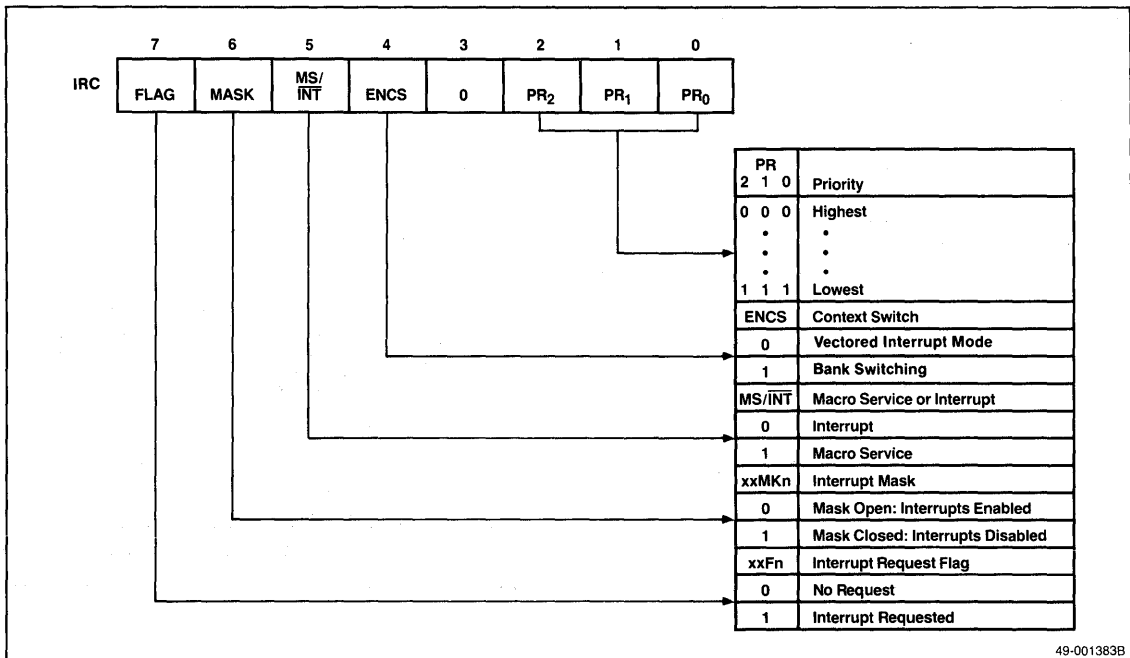 7 6 5 4 3 2 1 0
IRC FLAG MASK MS/INT ENCS 0 PR2 PR1 PR0
PR
2 1 0 Priority
0 0 0 Highest
• •
• •
• •
1 1 1 Lowest
ENCS Context Switch
0 Vectored Interrupt Mode
1 Bank Switching
MS/INT Macro Service or Interrupt
0 Interrupt
1 Macro Service
xxMKn Interrupt Mask
0 Mask Open: Interrupts Enabled
1 Mask Closed: Interrupts Disabled
xxFn Interrupt Request Flag
0 No Request
1 Interrupt Requested
49-001383B